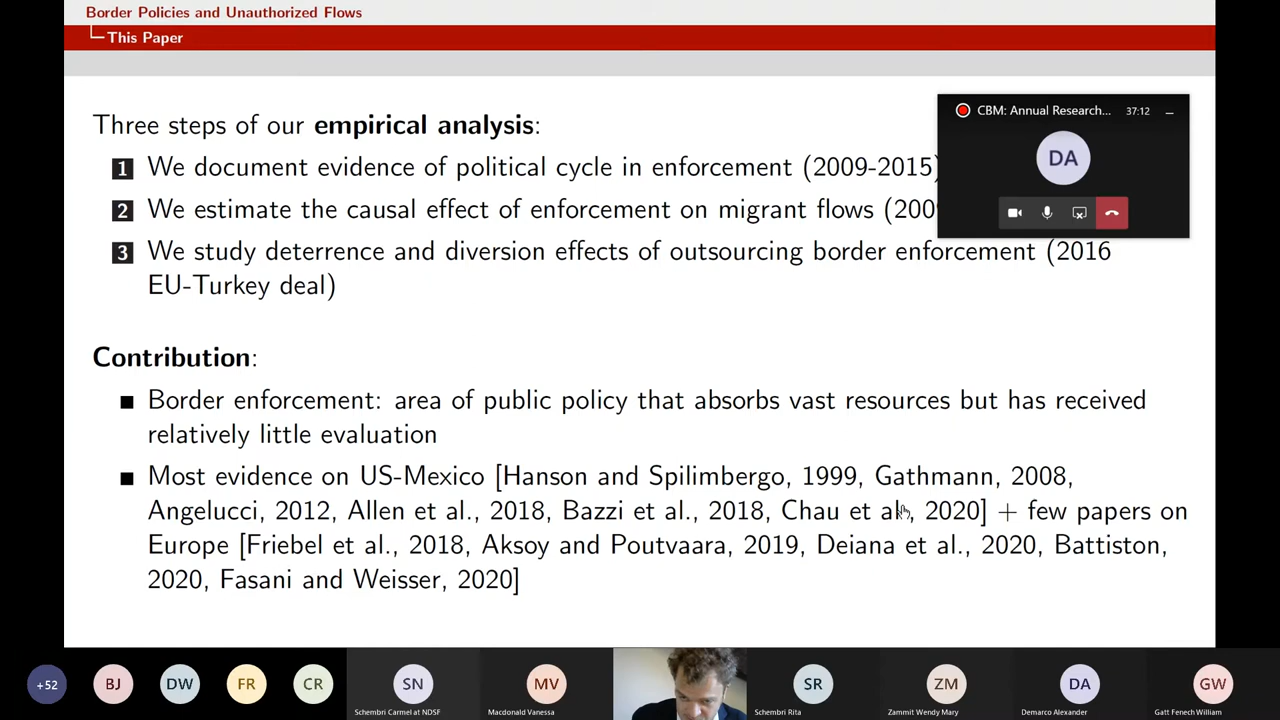 Border Policies and Unauthorized Flows
This Paper
Three steps of our empirical analysis:
1 We document evidence of political cycle in enforcement (2009-2015)
2 We estimate the causal effect of enforcement on migrant flows (200
3 We study deterrence and diversion effects of outsourcing border enforcement (2016
EU-Turkey deal)
CBM: Annual Research... 37:12
DA
Contribution:
Border enforcement: area of public policy that absorbs vast resources but has received
relatively little evaluation
Most evidence on US-Mexico [Hanson and Spilimbergo, 1999, Gathmann, 2008,
Angelucci, 2012, Allen et al., 2018, Bazzi et al., 2018, Chau et al., 2020] + few papers on
Europe [Friebel et al., 2018, Aksoy and Poutvaara, 2019, Deiana et al., 2020, Battiston,
2020, Fasani and Weisser, 2020]
+52 BJ DW FR CR SN MV SR ZM DA GW
Schembri Carmel at NDSF Macdonald Vanessa Schembri Rita Zammit Wendy Mary Demarco Alexander Gatt Fenech William